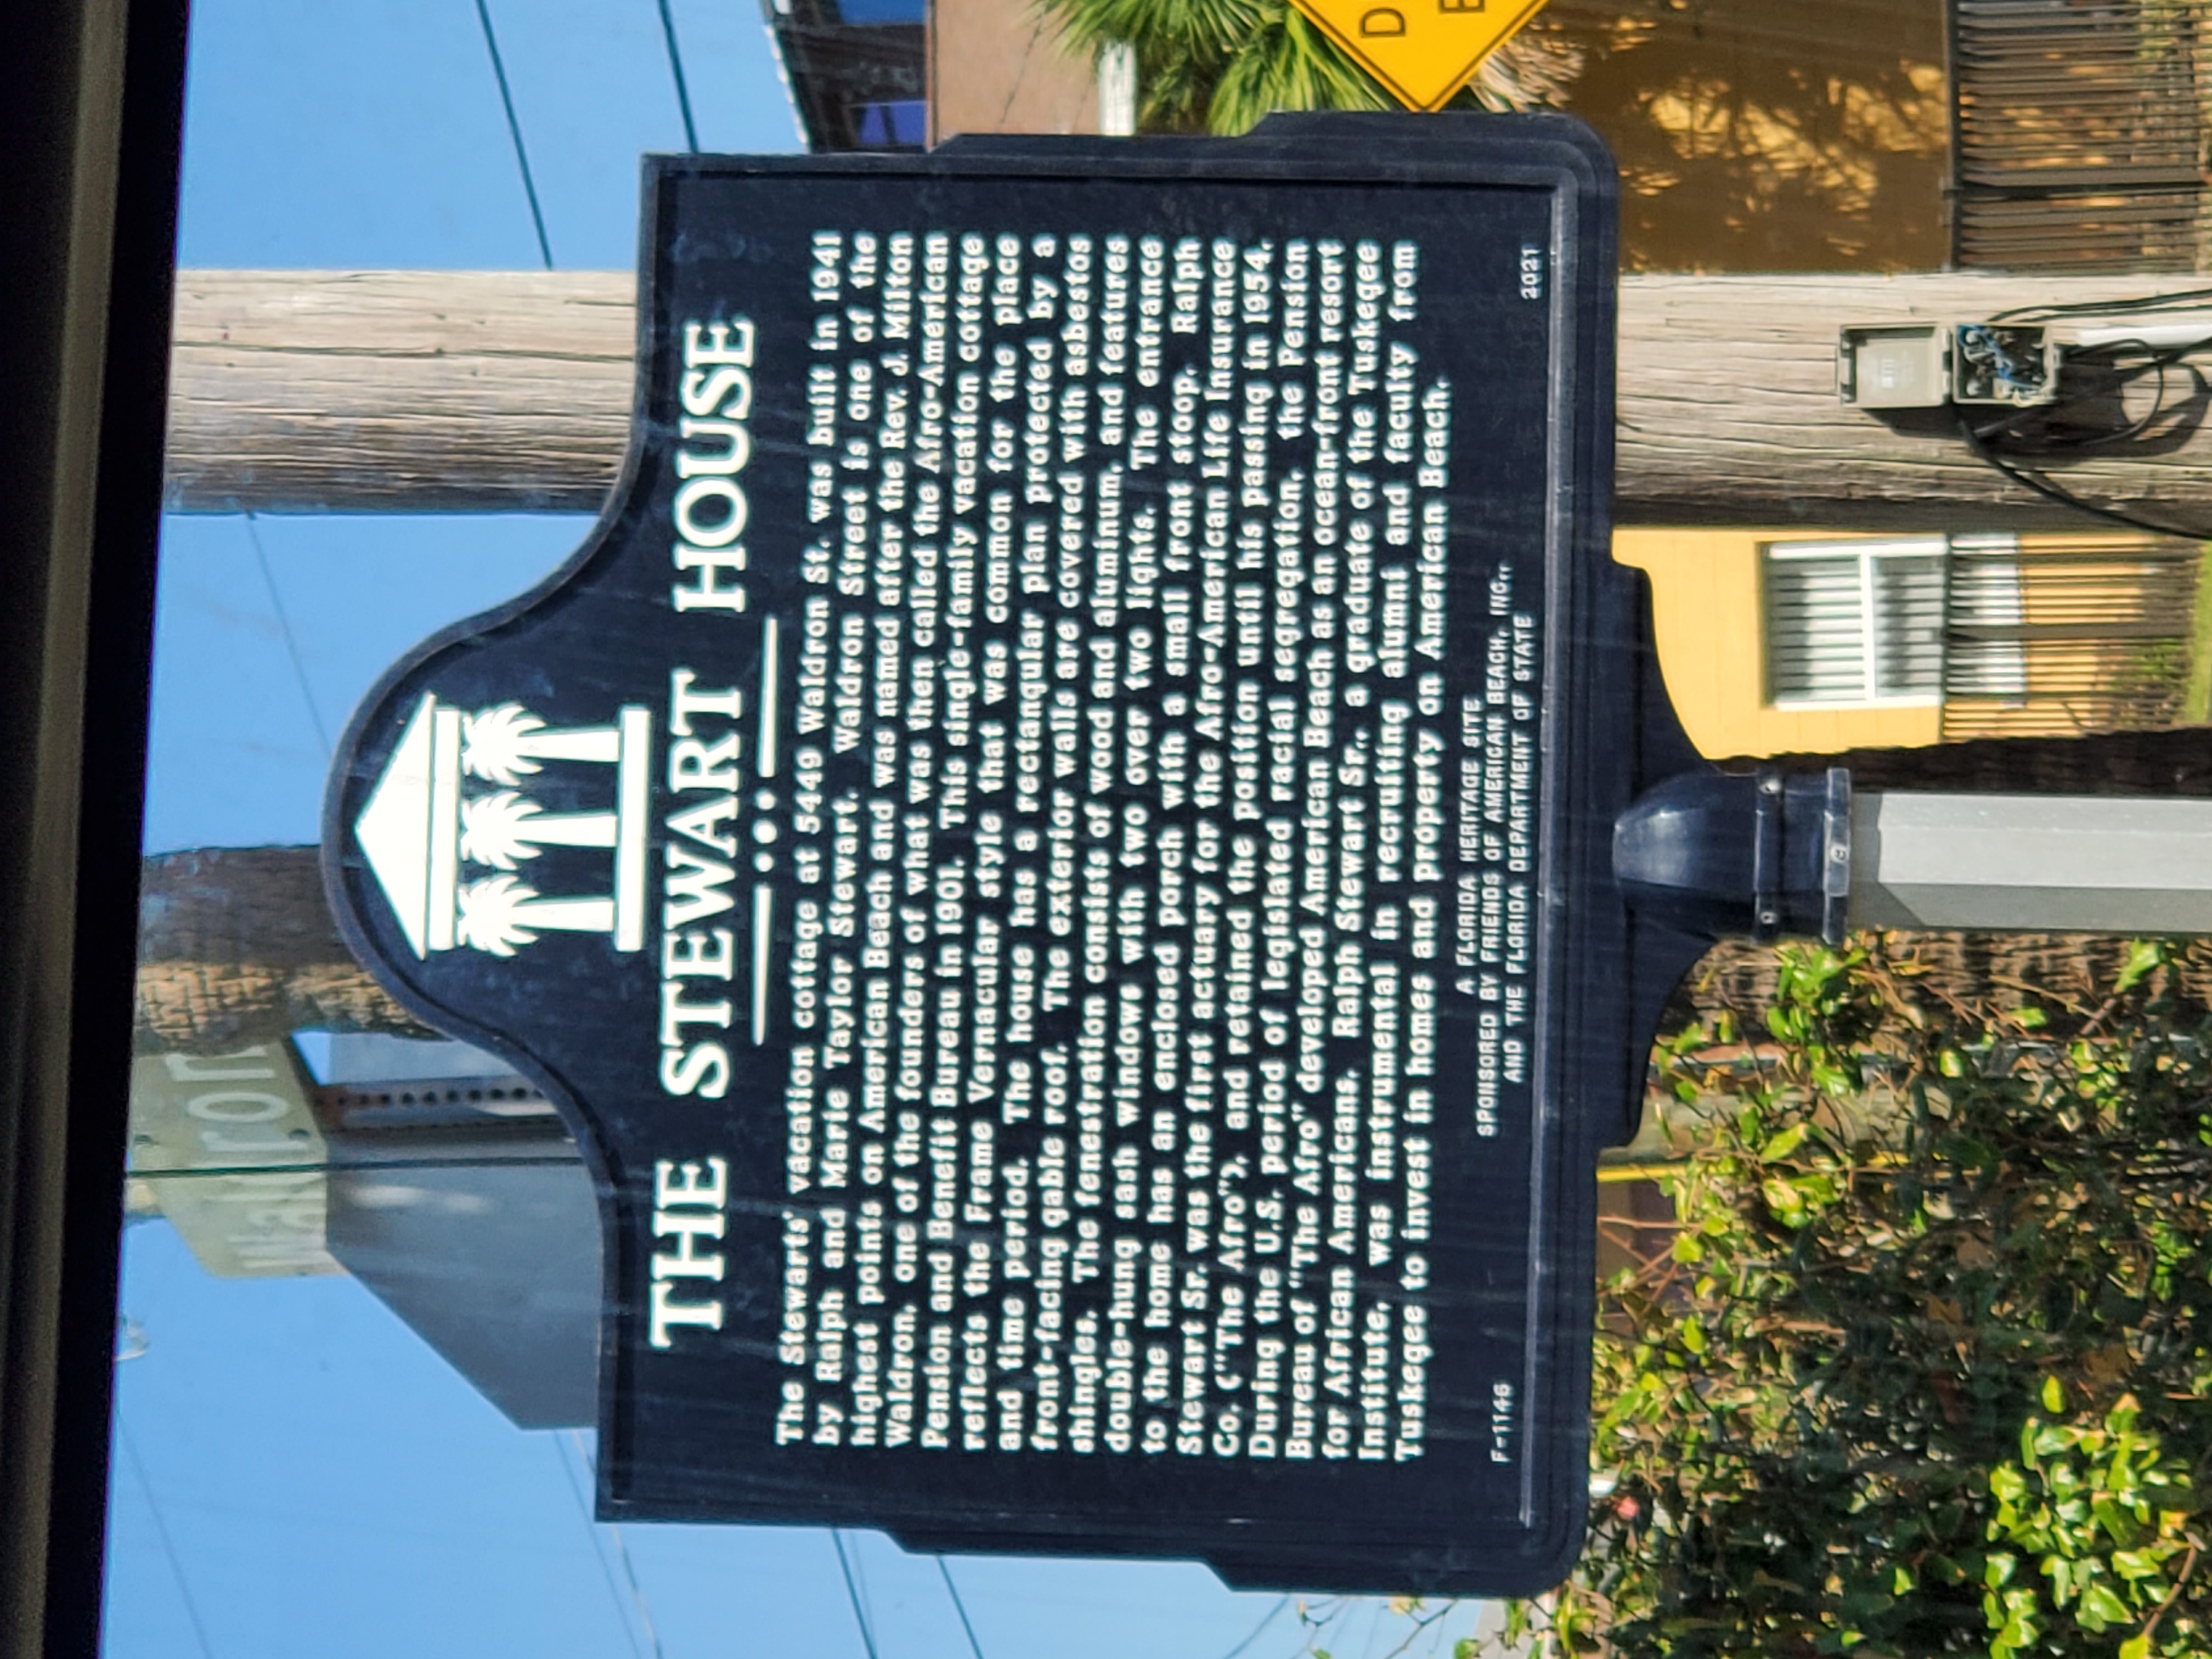 THE STEWART HOUSE
The Stewarts' vacation cottage at 5449 Waldron St. was built in 1941
by Ralph and Marie Taylor Stewart. Waldron Street is one of the
highest points on American Beach and was named after the Rev. J. Milton
Waldron, one of the founders of what was then called the Afro-American
Pension and Benefit Bureau in 1901. This single-family vacation cottage
reflects the Frame Vernacular style that was common for the place
and time period. The house has a rectangular plan protected by a
front-facing gable roof. The exterior walls are covered with asbestos
shingles. The fenestration consists of wood and aluminum, and features
double-hung sash windows with two over two lights. The entrance
to the home has an enclosed porch with a small front stoop. Ralph
Stewart Sr. was the first actuary for the Afro-American Life Insurance
Co. ("The Afro"), and retained the position until his passing in 1954.
During the U.S. period of legislated racial segregation, the Pension
Bureau of "The Afro" developed American Beach as an ocean-front resort
for African Americans. Ralph Stewart Sr., a graduate of the Tuskegee
Institute, was instrumental in recruiting alumni and faculty from
Tuskegee to invest in homes and property on American Beach.
A FLORIDA HERITAGE SITE
SPONSORED BY FRIENDS OF AMERICAN BEACH, INC.,
AND THE FLORIDA DEPARTMENT OF STATE
F-1146
2021
D
E